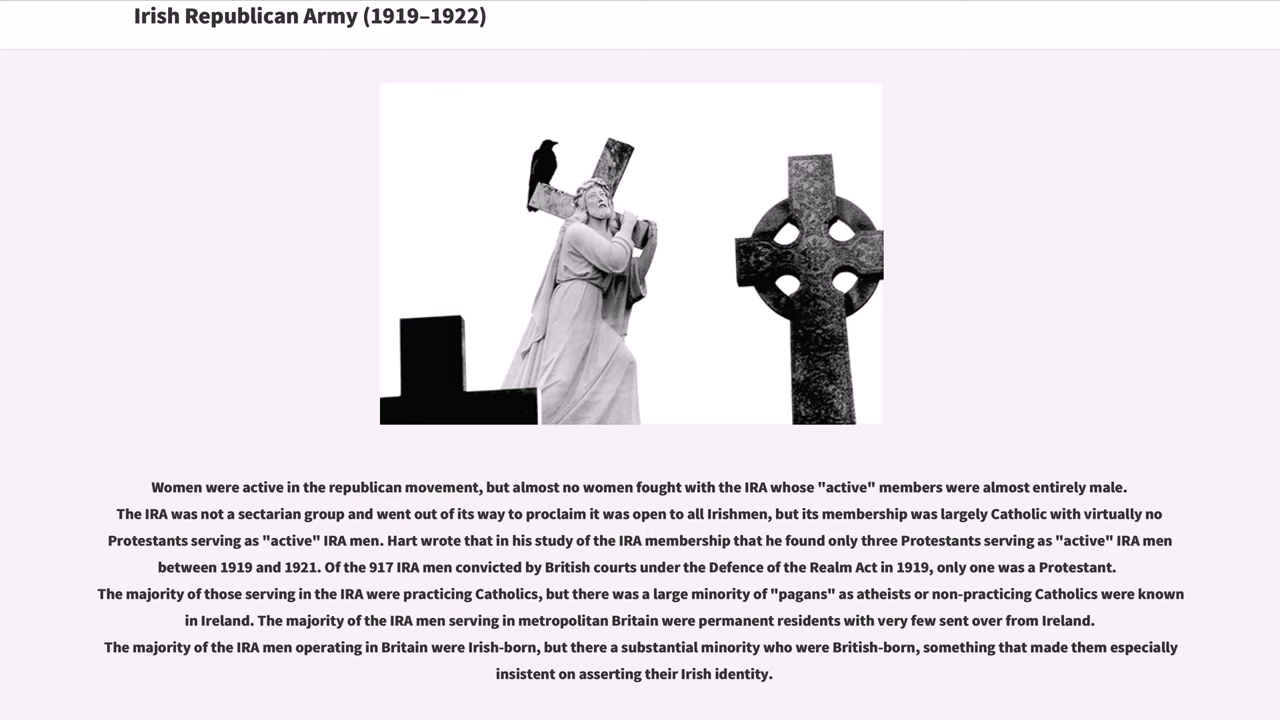 Irish Republican Army (1919–1922)
Women were active in the republican movement, but almost no women fought with the IRA whose "active" members were almost entirely male.
The IRA was not a sectarian group and went out of its way to proclaim it was open to all Irishmen, but its membership was largely Catholic with virtually no
Protestants serving as "active" IRA men. Hart wrote that in his study of the IRA membership that he found only three Protestants serving as "active" IRA men
between 1919 and 1921. Of the 917 IRA men convicted by British courts under the Defence of the Realm Act in 1919, only one was a Protestant.
The majority of those serving in the IRA were practicing Catholics, but there was a large minority of "pagans" as atheists or non-practicing Catholics were known
in Ireland. The majority of the IRA men serving in metropolitan Britain were permanent residents with very few sent over from Ireland.
The majority of the IRA men operating in Britain were Irish-born, but there a substantial minority who were British-born, something that made them especially
insistent on asserting their Irish identity.